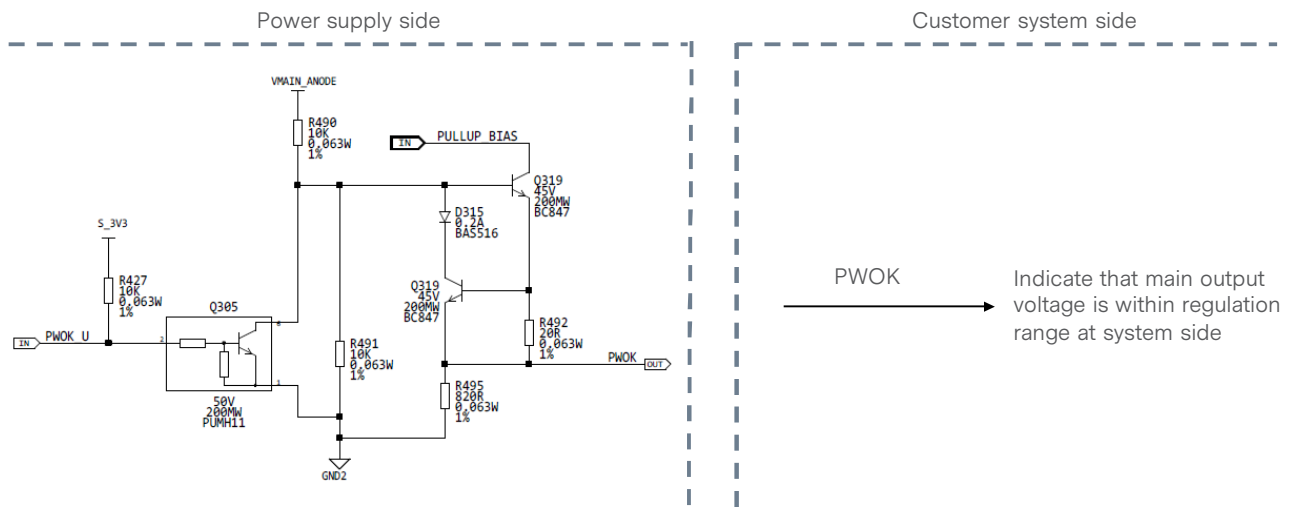 Power supply side
Customer system side
VMAIN_ANODE
R490
10K
0,063W
1%
IN
PULLUP_BIAS
Q319
45V
200MW
BC847
D315
0.2A
BAS516
S_3V3
R427
10K
0,063W
1%
Q305
6
IN
PWOK_U
2
1
50V
200MW
PUMH11
R491
10K
0,063W
1%
Q319
45V
200MW
BC847
R492
20R
0,063W
1%
PWOK
OUT
R495
820R
0,063W
1%
GND2
PWOK
Indicate that main output
voltage is within regulation
range at system side